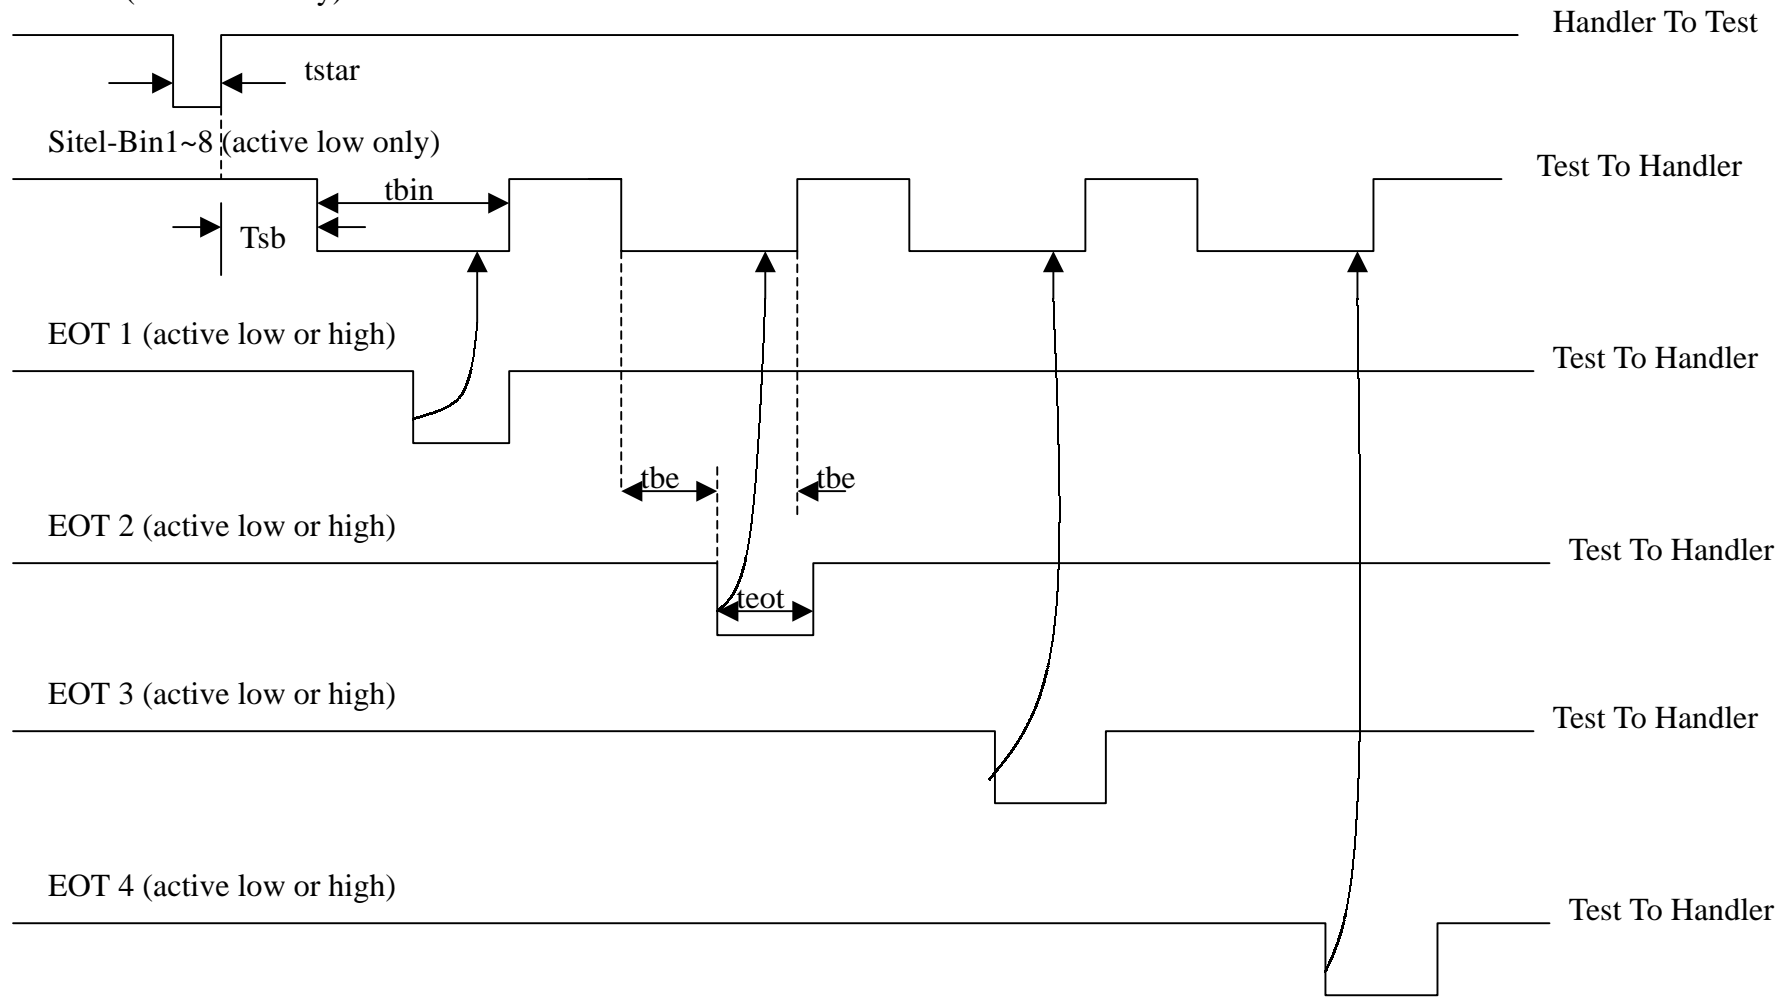 Handler To Test
tstar
Sitel-Bin1~8 (active low only)
Test To Handler
tbin
Tsb
EOT 1 (active low or high)
Test To Handler
tbe
tbe
EOT 2 (active low or high)
Test To Handler
teot
EOT 3 (active low or high)
Test To Handler
EOT 4 (active low or high)
Test To Handler